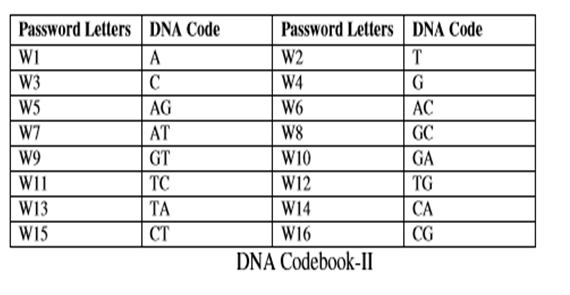 Password Letters DNA Code Password Letters DNA Code
W1 A W2 T
W3 C W4 G
W5 AG W6 AC
W7 AT W8 GC
W9 GT W10 GA
W11 TC W12 TG
W13 TA W14 CA
W15 CT W16 CG
DNA Codebook-II